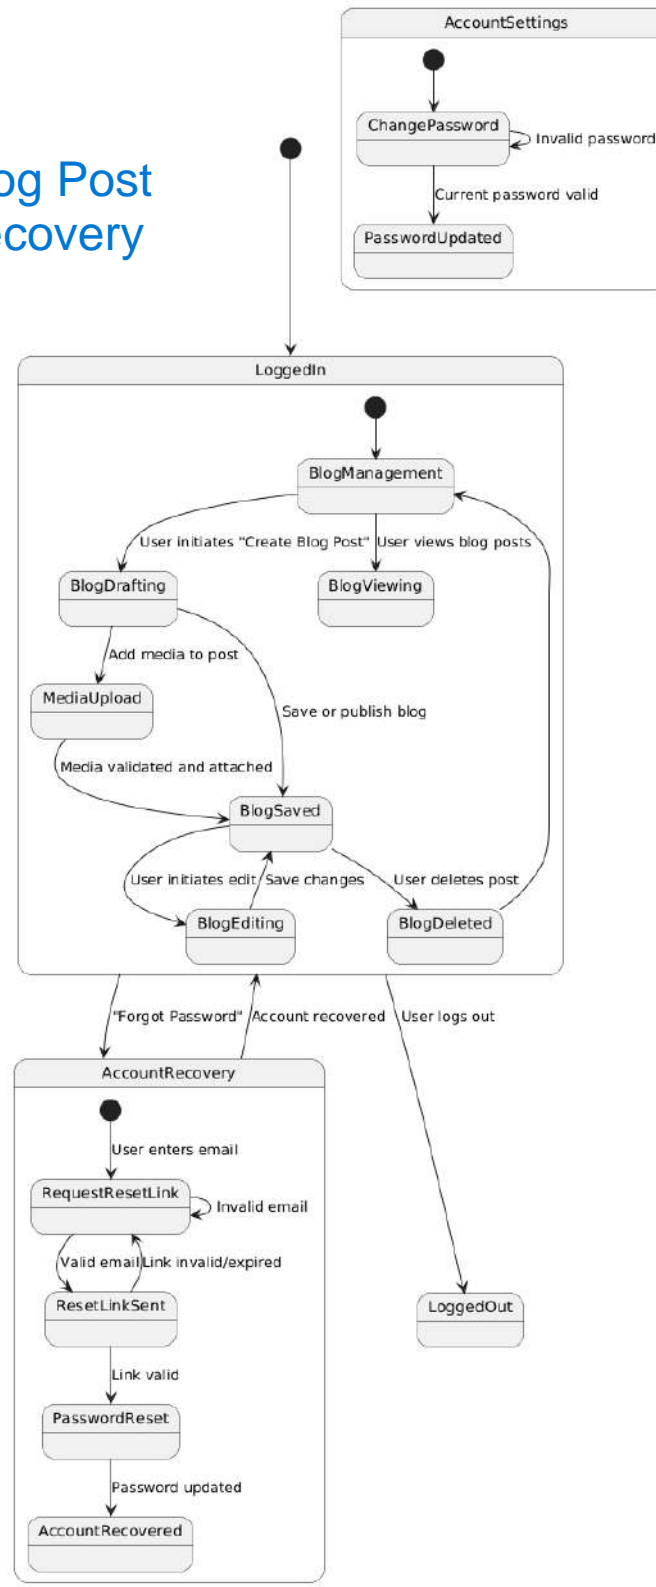 AccountSettings
ChangePassword
Invalid password
Current password valid
PasswordUpdated
og Post
ecovery
LoggedIn
BlogManagement
User initiates "Create Blog Post"
User views blog posts
BlogDrafting
BlogViewing
Add media to post
MediaUpload
Save or publish blog
Media validated and attached
BlogSaved
User initiates edit
Save changes
User deletes post
BlogEditing
BlogDeleted
"Forgot Password"
Account recovered
User logs out
AccountRecovery
User enters email
RequestResetLink
Invalid email
Valid email
Link invalid/expired
ResetLinkSent
LoggedOut
Link valid
PasswordReset
Password updated
AccountRecovered